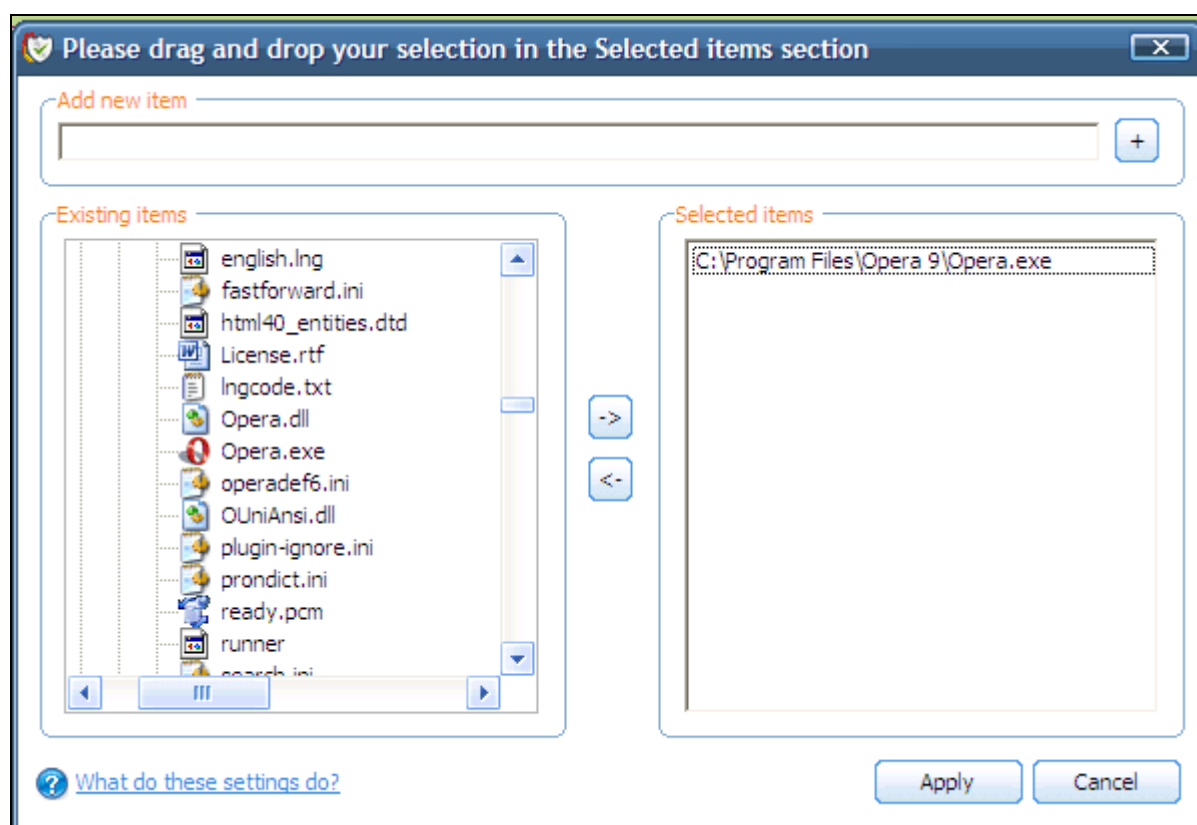 Please drag and drop your selection in the Selected items section
Add new item
+
Existing items
english.lng
fastforward.ini
html40_entities.dtd
License.rtf
lngcode.txt
Opera.dll
Opera.exe
operadef6.ini
OUniAnsi.dll
plugin-ignore.ini
prondict.ini
ready.pcm
runner
search.ini
->
<-
Selected items
C:\Program Files\Opera 9\Opera.exe
What do these settings do?
Apply
Cancel